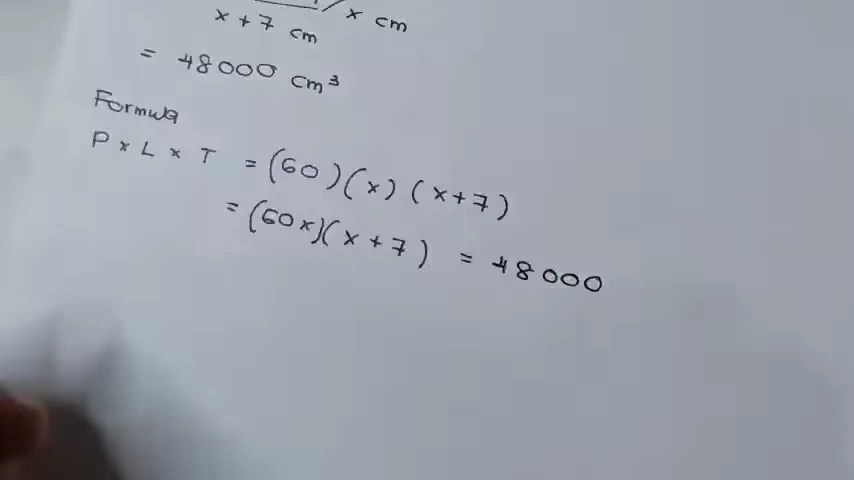 x cm
x + 7 cm
= 48000 cm³
Formula
P x L x T = (60) (x) (x+7)
= (60x)(x + 7) = 48000